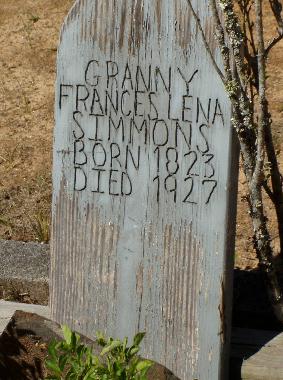 GRANNY
FRANCES LENA
SIMMONS
BORN 1823
DIED 1927